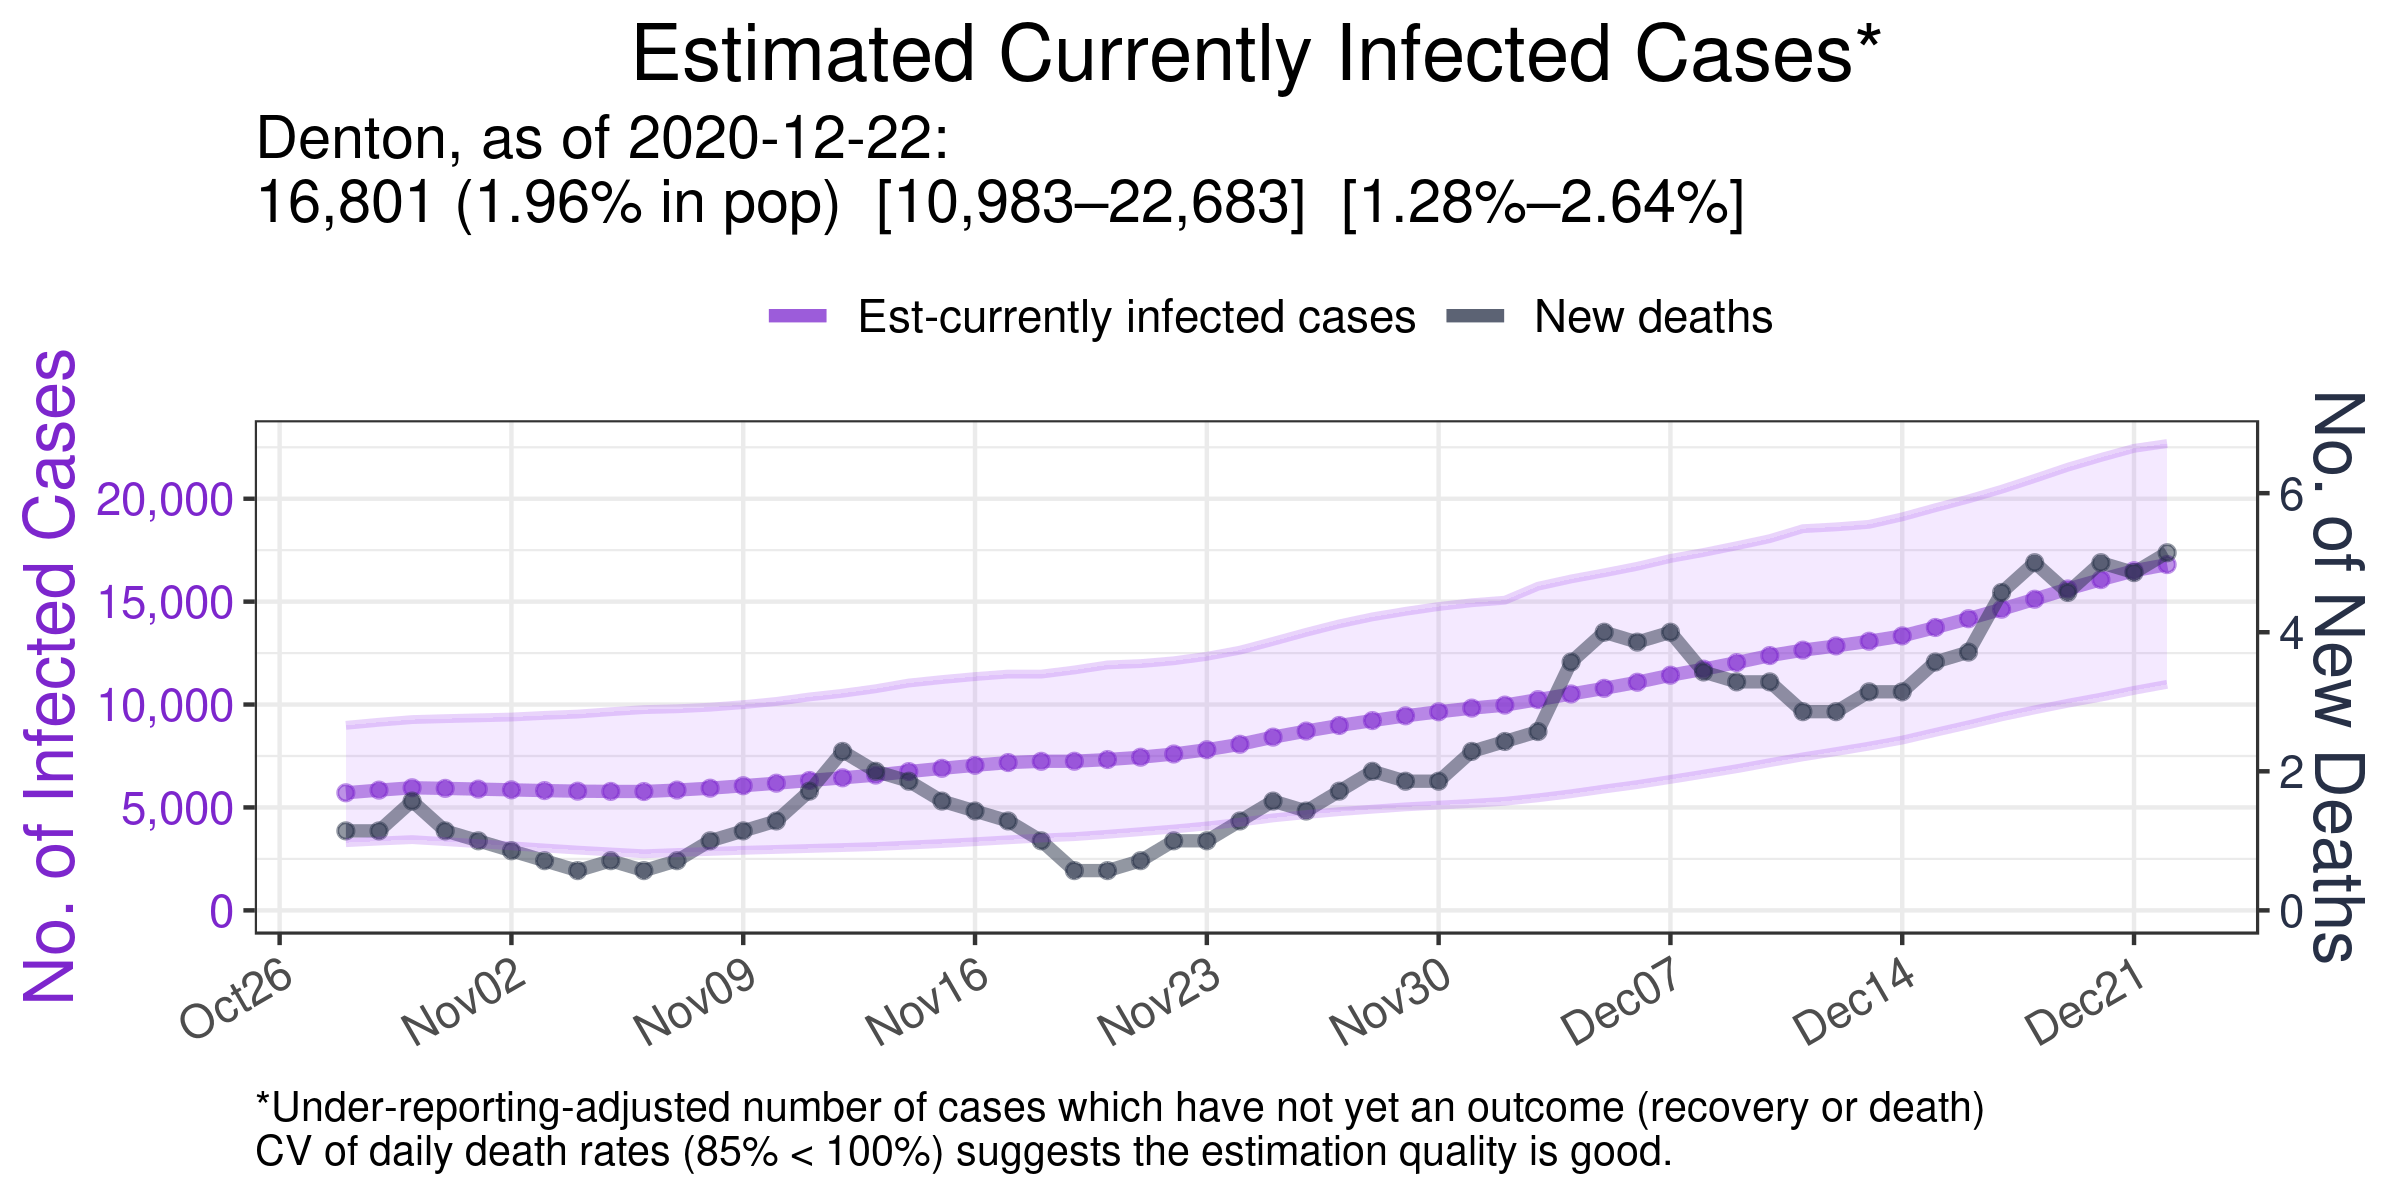 Estimated Currently Infected Cases*
Denton, as of 2020-12-22:
16,801 (1.96% in pop)  [10,983–22,683]  [1.28%–2.64%]
Est-currently infected cases
New deaths
No. of Infected Cases
20,000
15,000
10,000
5,000
0
No. of New Deaths
6
4
2
0
Oct26
Nov02
Nov09
Nov16
Nov23
Nov30
Dec07
Dec14
Dec21
*Under-reporting-adjusted number of cases which have not yet an outcome (recovery or death)
CV of daily death rates (85% < 100%) suggests the estimation quality is good.